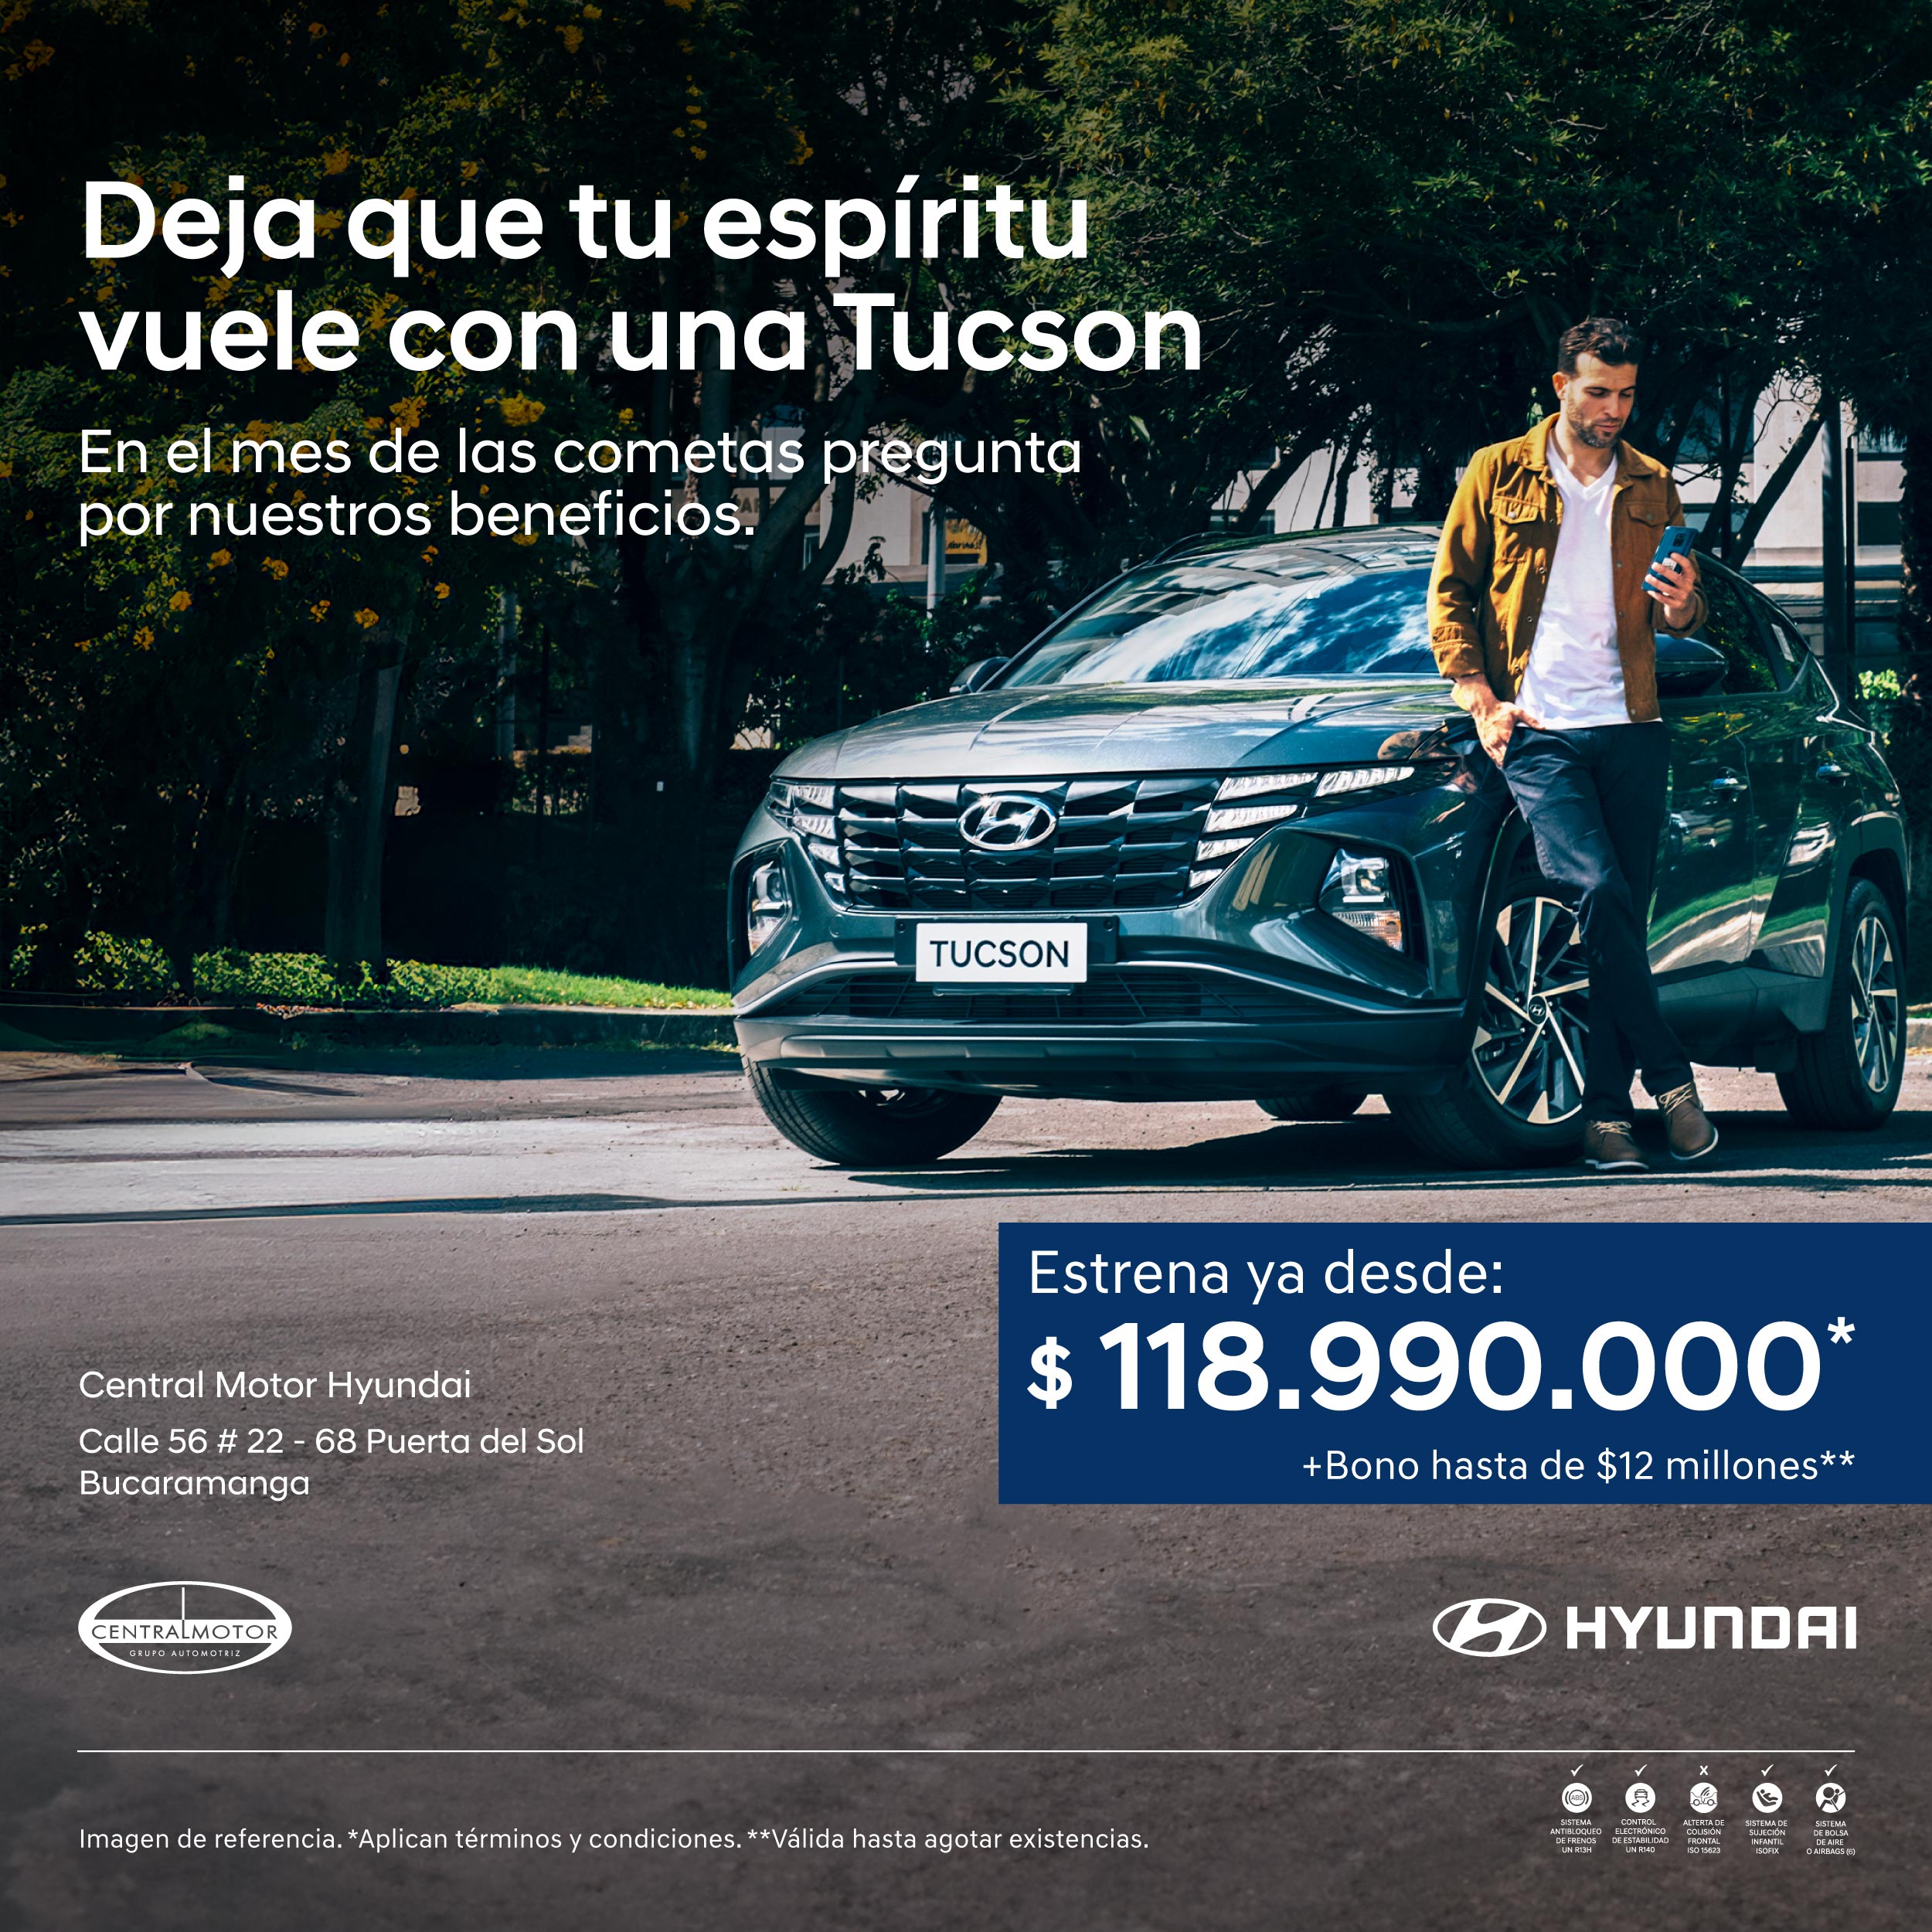 Deja que tu espíritu
vuele con una Tucson
En el mes de las cometas pregunta
por nuestros beneficios.
TUCSON
Estrena ya desde:
$ 118.990.000*
+Bono hasta de $12 millones**
Central Motor Hyundai
Calle 56 # 22 - 68 Puerta del Sol
Bucaramanga
CENTRALMOTOR
GRUPO AUTOMOTRIZ
HYUNDAI
Imagen de referencia. *Aplican términos y condiciones. **Válida hasta agotar existencias.
ABS
SISTEMA
ANTIBLOQUEO
DE FRENOS
UN R13H
CONTROL
ELECTRÓNICO
DE ESTABILIDAD
UN R140
X
ALERTA DE
COLISIÓN
FRONTAL
ISO 15623
SISTEMA DE
SUJECIÓN
INFANTIL
ISOFIX
SISTEMA
DE BOLSA
DE AIRE
O AIRBAGS (6)